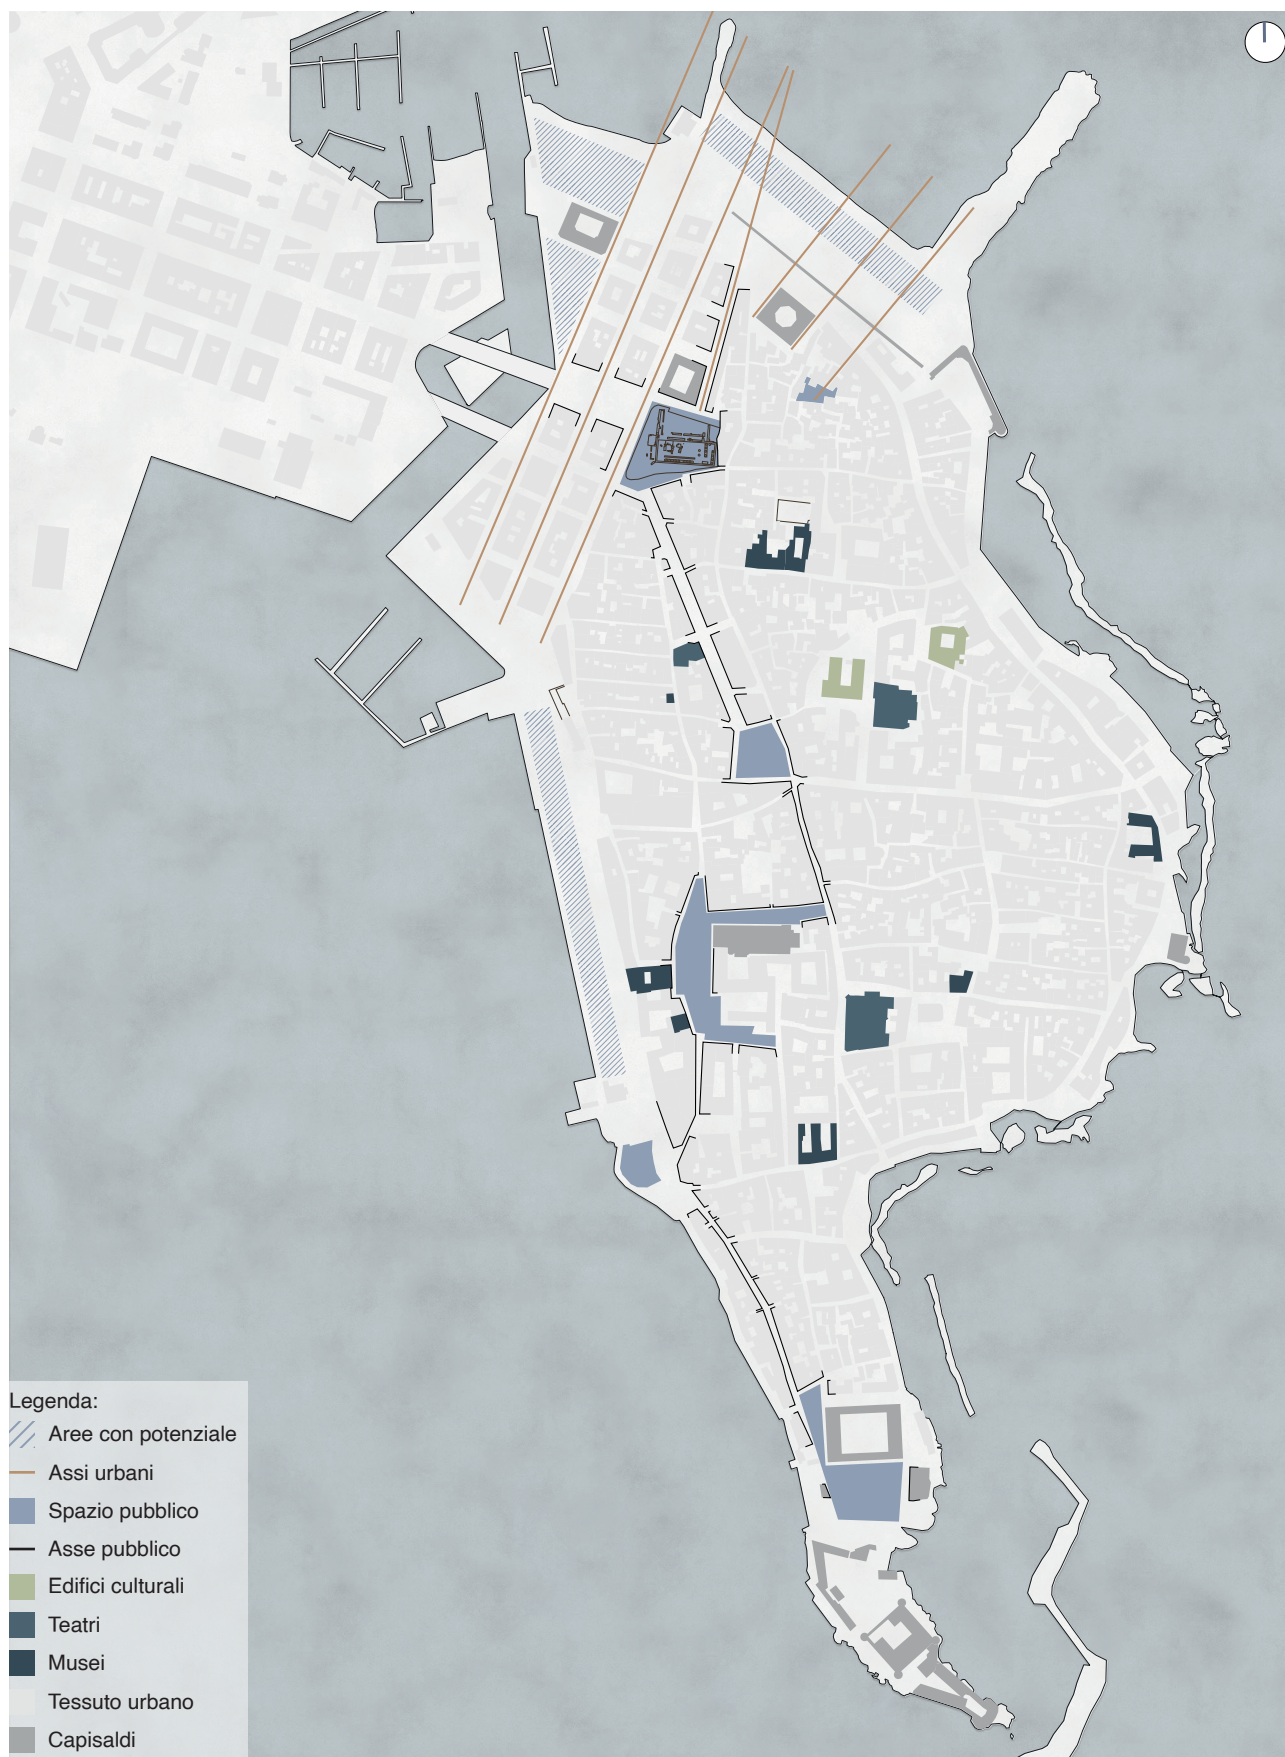 Legenda:
Aree con potenziale
Assi urbani
Spazio pubblico
Asse pubblico
Edifici culturali
Teatri
Musei
Tessuto urbano
Capisaldi